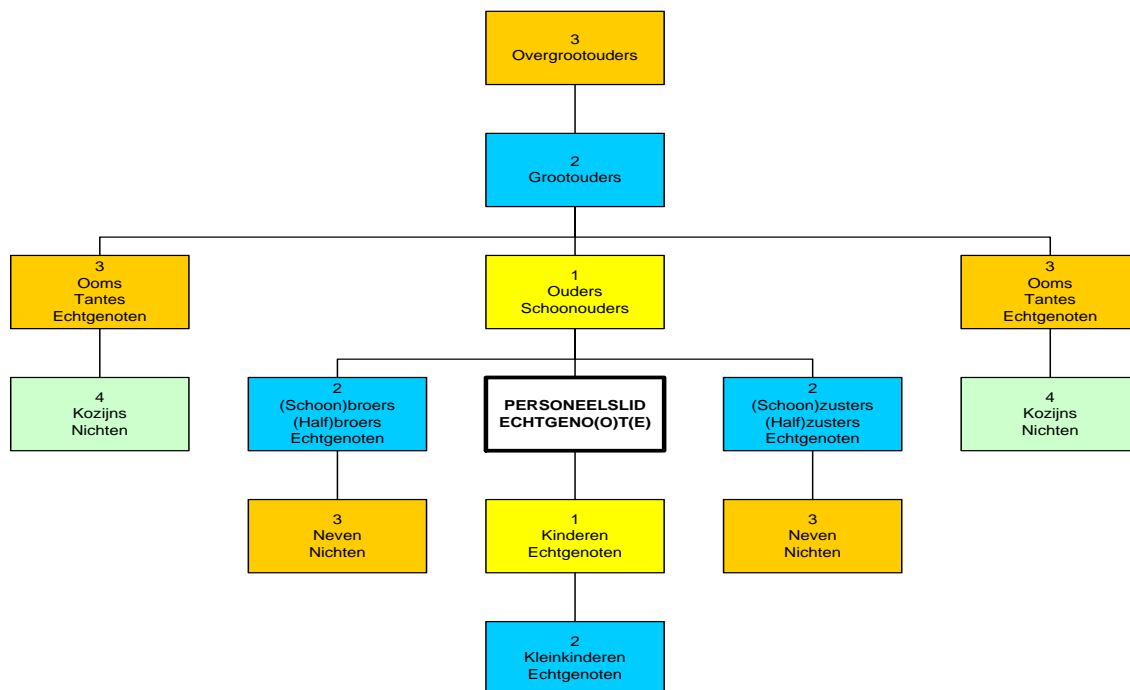 3
Overgrootouders
2
Grootouders
3
Ooms
Tantes
Echtgenoten
1
Ouders
Schoonouders
3
Ooms
Tantes
Echtgenoten
4
Kozijns
Nichten
2
(Schoon)broers
(Half)broers
Echtgenoten
PERSONEELSLID
ECHTGENO(O)T(E)
2
(Schoon)zusters
(Half)zusters
Echtgenoten
4
Kozijns
Nichten
3
Neven
Nichten
1
Kinderen
Echtgenoten
3
Neven
Nichten
2
Kleinkinderen
Echtgenoten